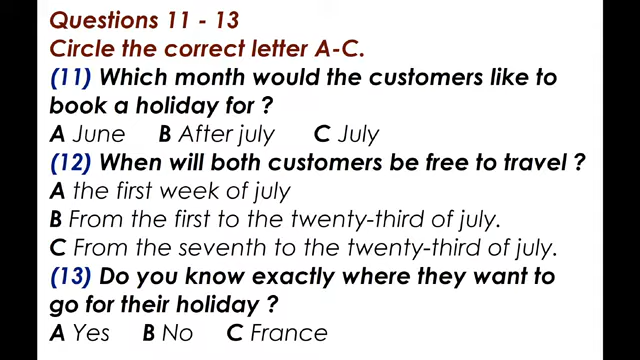 Questions 11 - 13
Circle the correct letter A-C.
(11) Which month would the customers like to
book a holiday for ?
A June B After july C July
(12) When will both customers be free to travel ?
A the first week of july
B From the first to the twenty-third of july.
C From the seventh to the twenty-third of july.
(13) Do you know exactly where they want to
go for their holiday ?
A Yes B No C France